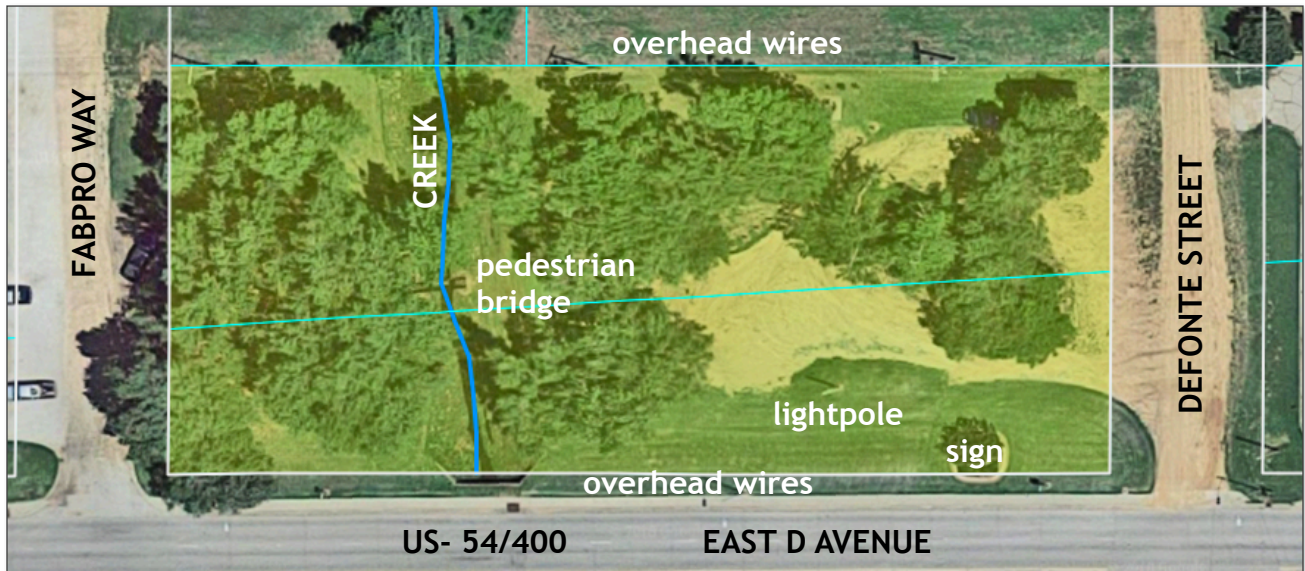 overhead wires
FABPRO WAY
CREEK
pedestrian
bridge
DEFONTE STREET
lightpole
sign
overhead wires
US- 54/400
EAST D AVENUE